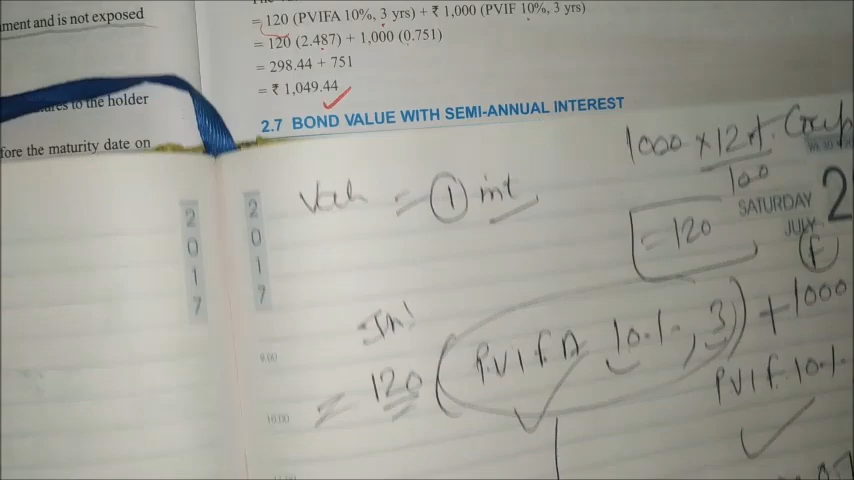 ment and is not exposed
ures to the holder
fore the maturity date on
= 120 (PVIFA 10%, 3 yrs) + ₹ 1,000 (PVIF 10%, 3 yrs)
= 120 (2.487) + 1,000 (0.751)
= 298.44 + 751
= ₹ 1,049.44
2.7 BOND VALUE WITH SEMI-ANNUAL INTEREST
1000 × 12%
100
= 120
SATURDAY
JULY
2
2017
2017
= 1 int
F
Int
9.00
10.00
= 120 (PVIFA 10%, 3) + 1000
PVIF 10%